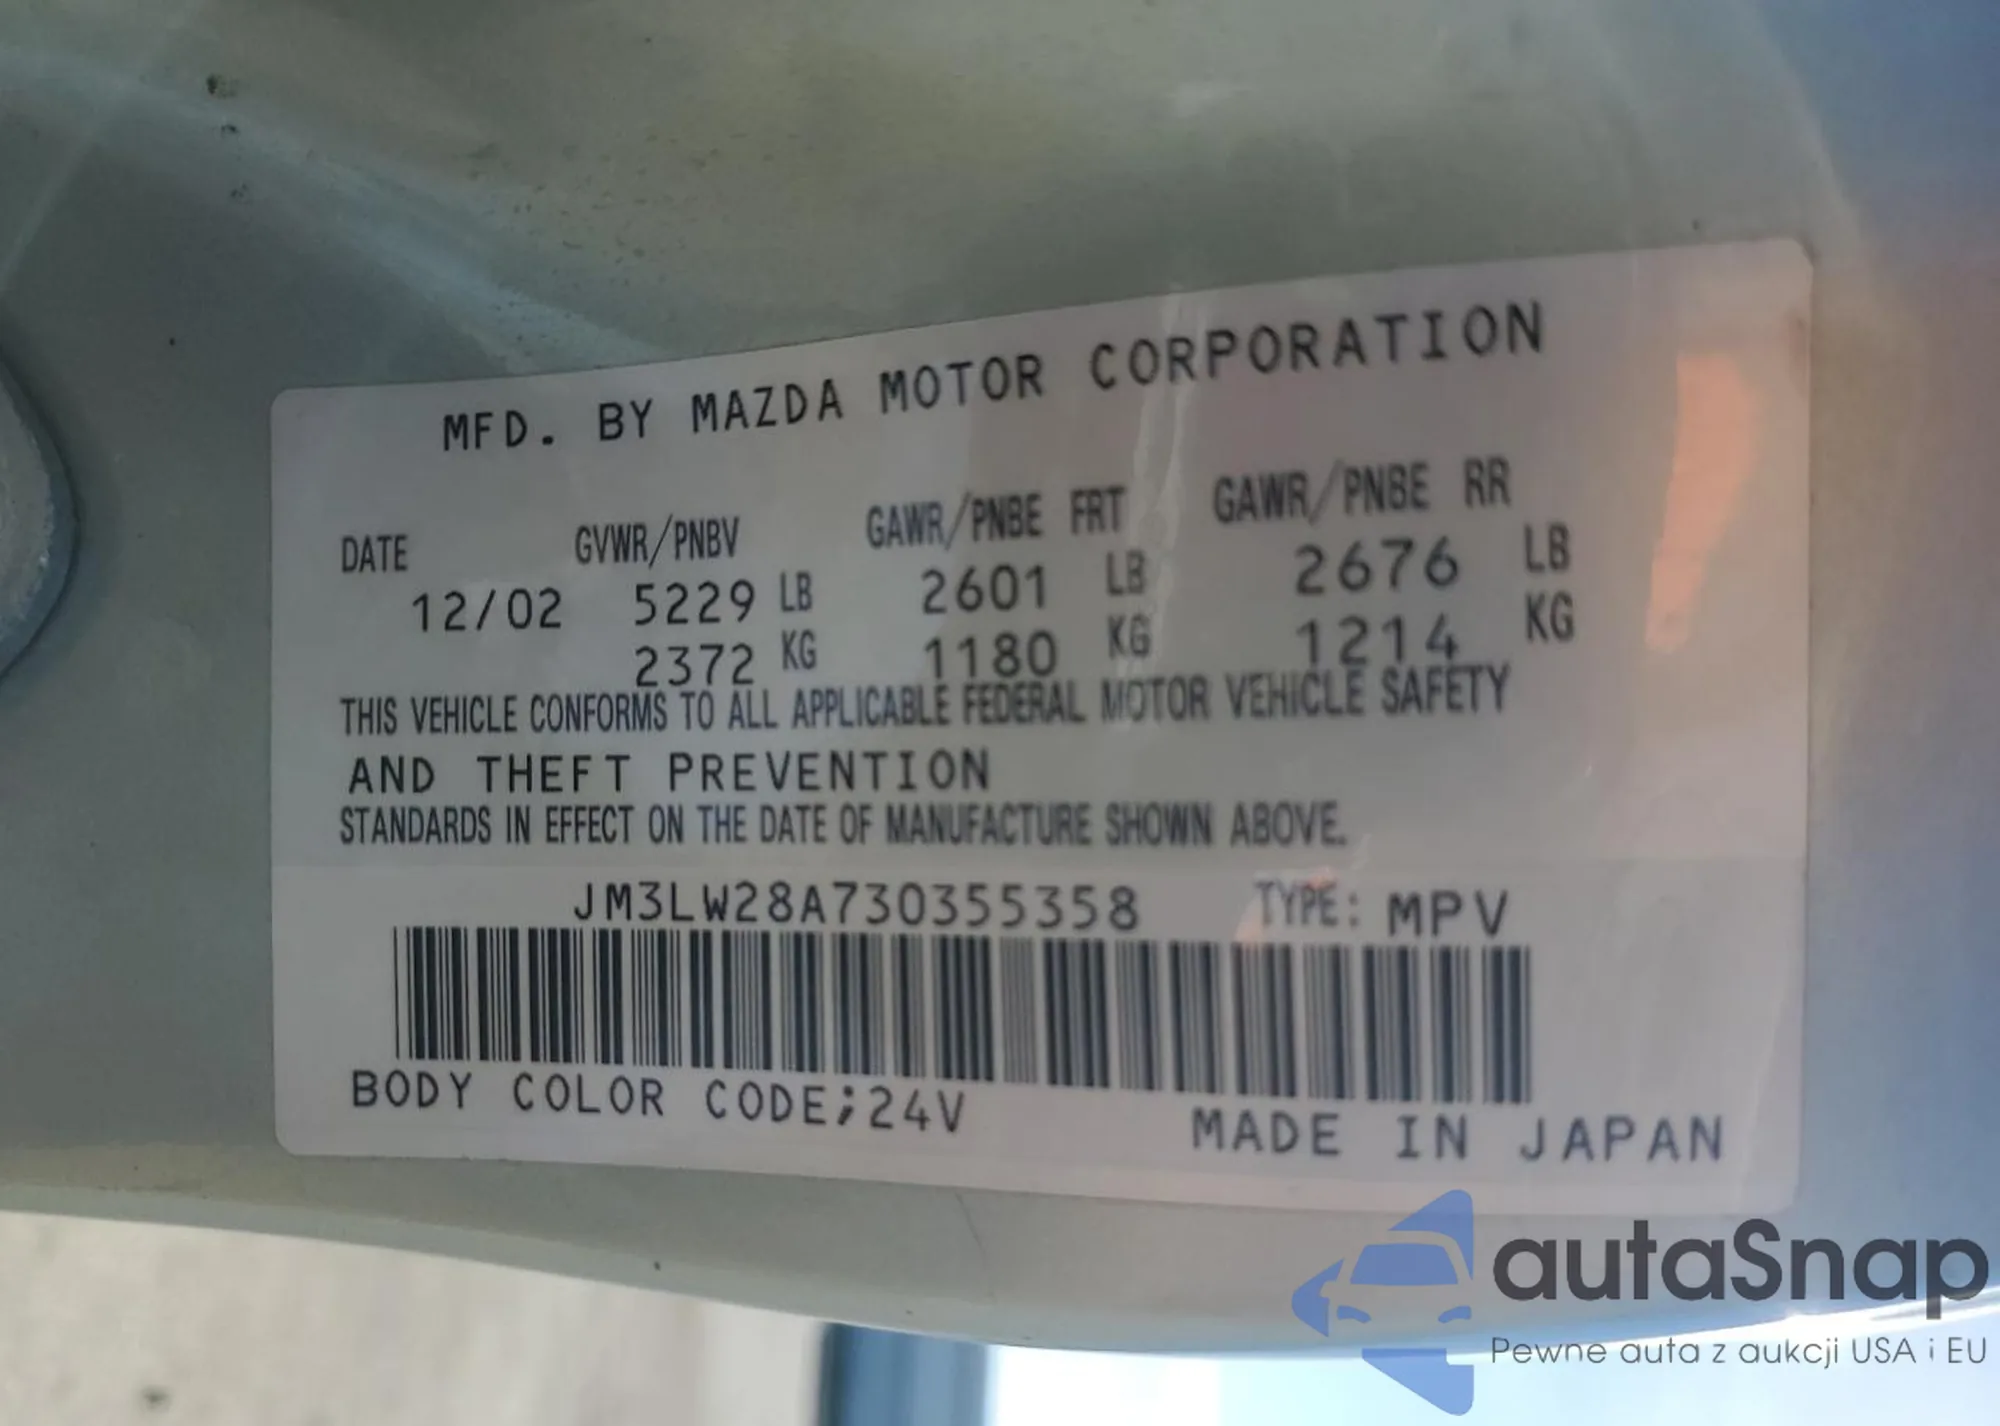 MFD. BY MAZDA MOTOR CORPORATION
DATE GVWR/PNBV GAWR/PNBE FRT GAWR/PNBE RR
12/02 5229 LB 2601 LB 2676 LB
2372 KG 1180 KG 1214 KG
THIS VEHICLE CONFORMS TO ALL APPLICABLE FEDERAL MOTOR VEHICLE SAFETY
AND THEFT PREVENTION
STANDARDS IN EFFECT ON THE DATE OF MANUFACTURE SHOWN ABOVE.
JM3LW28A730355358 TYPE: MPV
BODY COLOR CODE;24V
MADE IN JAPAN
autaSnap
Pewne auta z aukcji USA i EU